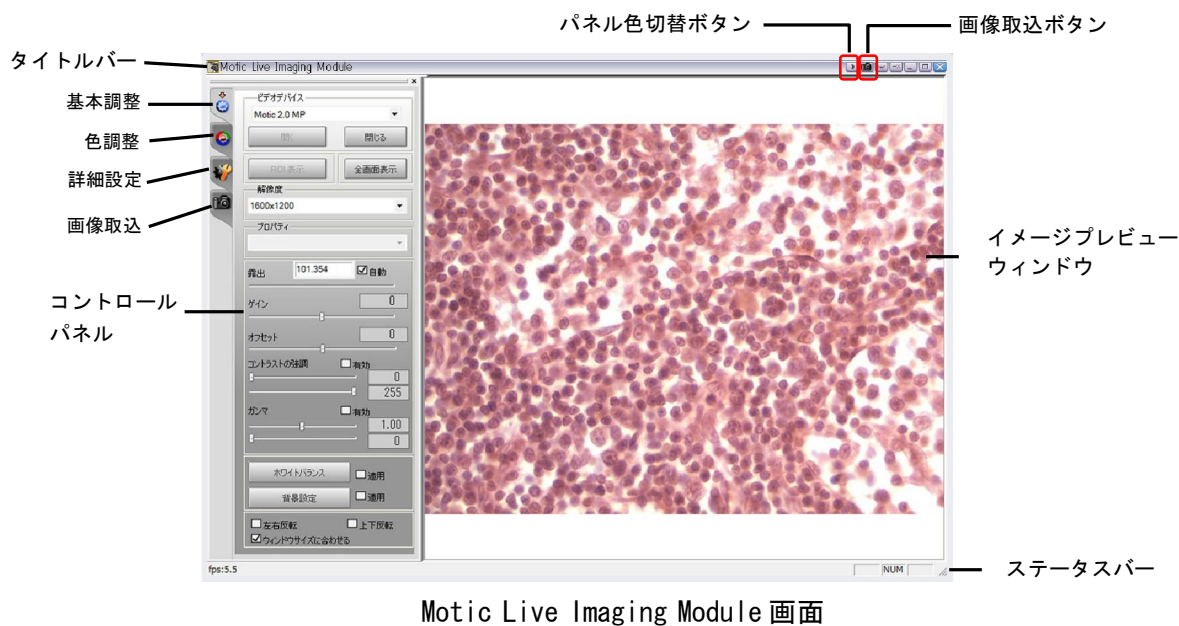 パネル色切替ボタン
画像取込ボタン
タイトルバー
Motic Live Imaging Module
基本調整
色調整
詳細設定
画像取込
コントロール
パネル
ビデオデバイス
Motic 2.0 MP
開く
閉じる
ROI 表示
全画面表示
解像度
1600x1200
プロパティ
露出
101.354
自動
ゲイン
0
オフセット
0
コントラストの強調
有効
0
255
ガンマ
有効
1.00
0
ホワイトバランス
適用
背景設定
適用
左右反転
上下反転
ウィンドウサイズに合わせる
イメージプレビュー
ウィンドウ
fps:5.5
NUM
ステータスバー
Motic Live Imaging Module 画面